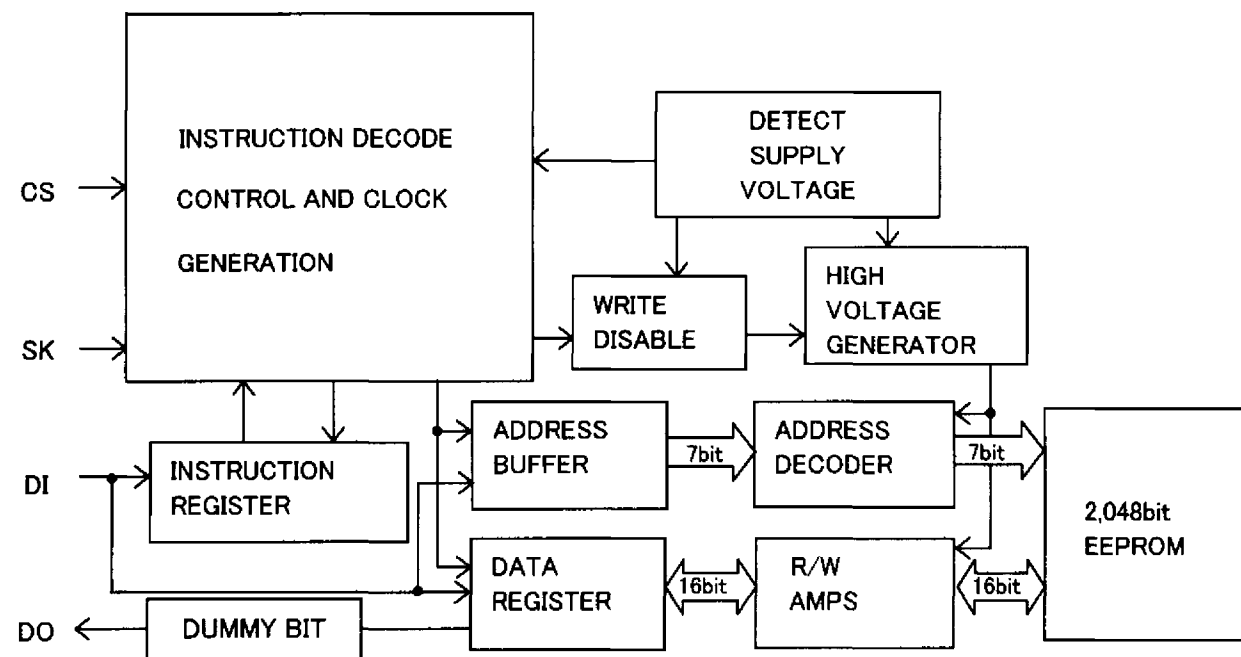 INSTRUCTION DECODE
CONTROL AND CLOCK
GENERATION
DETECT
SUPPLY
VOLTAGE
CS
SK
WRITE
DISABLE
HIGH
VOLTAGE
GENERATOR
DI
INSTRUCTION
REGISTER
ADDRESS
BUFFER
7bit
ADDRESS
DECODER
7bit
2,048bit
EEPROM
DATA
REGISTER
16bit
R/W
AMPS
16bit
DO
DUMMY BIT